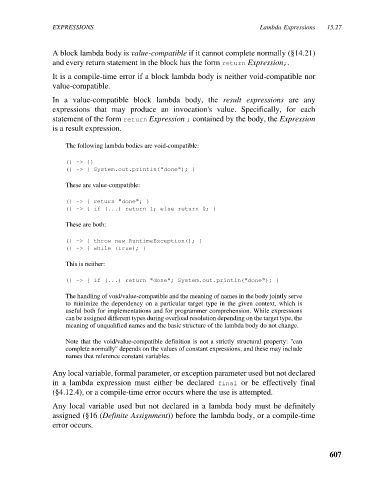 EXPRESSIONS Lambda Expressions 15.27
A block lambda body is value-compatible if it cannot complete normally (§14.21)
and every return statement in the block has the form return Expression;.
It is a compile-time error if a block lambda body is neither void-compatible nor
value-compatible.
In a value-compatible block lambda body, the result expressions are any
expressions that may produce an invocation's value. Specifically, for each
statement of the form return Expression ; contained by the body, the Expression
is a result expression.
The following lambda bodies are void-compatible:
() -> {}
() -> { System.out.println("done"); }
These are value-compatible:
() -> { return "done"; }
() -> { if (...) return 1; else return 0; }
These are both:
() -> { throw new RuntimeException(); }
() -> { while (true); }
This is neither:
() -> { if (...) return "done"; System.out.println("done"); }
The handling of void/value-compatible and the meaning of names in the body jointly serve
to minimize the dependency on a particular target type in the given context, which is
useful both for implementations and for programmer comprehension. While expressions
can be assigned different types during overload resolution depending on the target type, the
meaning of unqualified names and the basic structure of the lambda body do not change.
Note that the void/value-compatible definition is not a strictly structural property: "can
complete normally" depends on the values of constant expressions, and these may include
names that reference constant variables.
Any local variable, formal parameter, or exception parameter used but not declared
in a lambda expression must either be declared final or be effectively final
(§4.12.4), or a compile-time error occurs where the use is attempted.
Any local variable used but not declared in a lambda body must be definitely
assigned (§16 (Definite Assignment)) before the lambda body, or a compile-time
error occurs.
607